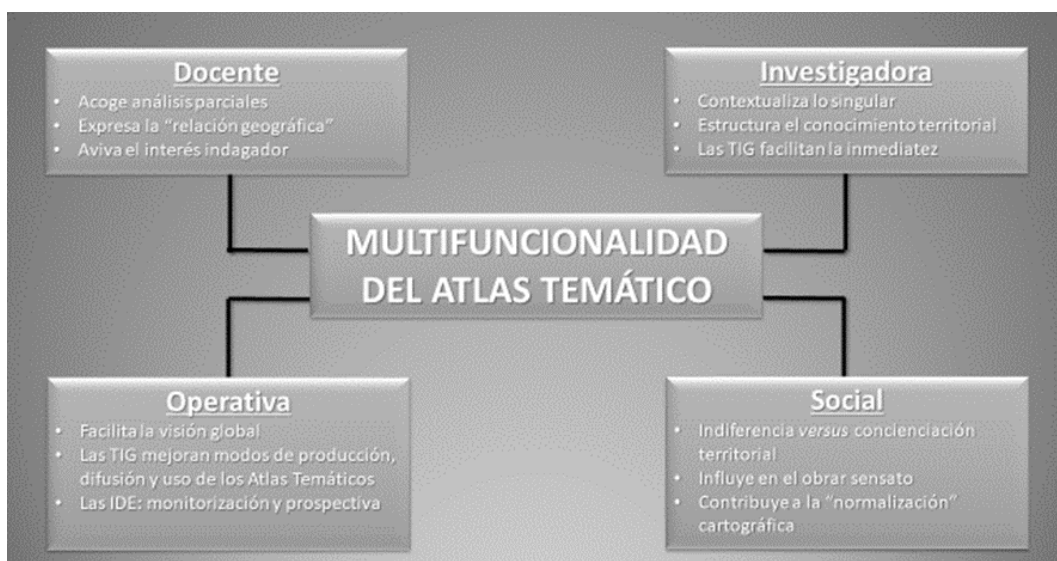 Docente
• Acoge análisis parciales
• Expresa la “relación geográfica”
• Aviva el interés indagador
Investigadora
• Contextualiza lo singular
• Estructura el conocimiento territorial
• Las TIG facilitan la inmediatez
MULTIFUNCIONALIDAD
DEL ATLAS TEMÁTICO
Operativa
• Facilita la visión global
• Las TIG mejoran modos de producción,
difusión y uso de los Atlas Temáticos
• Las IDE: monitorización y prospectiva
Social
• Indiferencia versus concienciación
territorial
• Influye en el obrar sensato
• Contribuye a la “normalización”
cartográfica